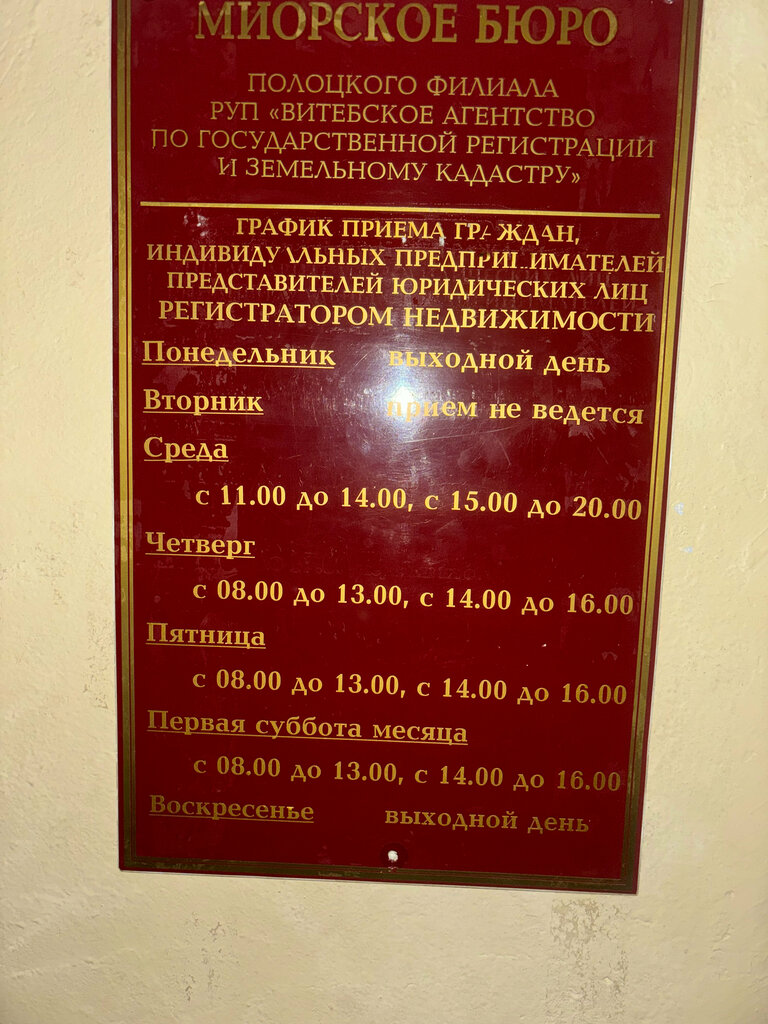 МИОРСКОЕ БЮРО
ПОЛОЦКОГО ФИЛИАЛА
РУП «ВИТЕБСКОЕ АГЕНТСТВО
ПО ГОСУДАРСТВЕННОЙ РЕГИСТРАЦИИ
И ЗЕМЕЛЬНОМУ КАДАСТРУ»
ГРАФИК ПРИЕМА ГРАЖДАН,
ИНДИВИДУАЛЬНЫХ ПРЕДПРИНИМАТЕЛЕЙ
ПРЕДСТАВИТЕЛЕЙ ЮРИДИЧЕСКИХ ЛИЦ
РЕГИСТРАТОРОМ НЕДВИЖИМОСТИ
Понедельник выходной день
Вторник прием не ведется
Среда
с 11.00 до 14.00, с 15.00 до 20.00
Четверг
с 08.00 до 13.00, с 14.00 до 16.00
Пятница
с 08.00 до 13.00, с 14.00 до 16.00
Первая суббота месяца
с 08.00 до 13.00, с 14.00 до 16.00
Воскресенье выходной день